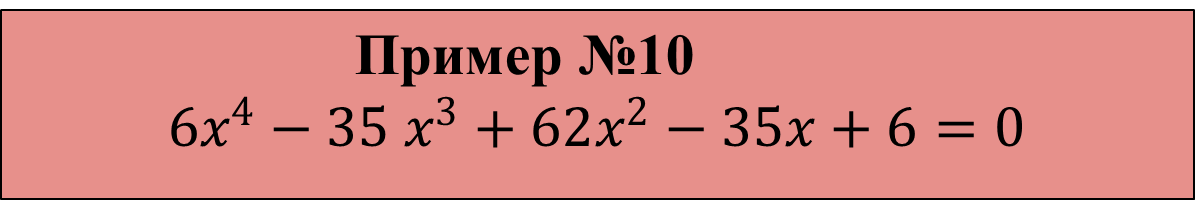 Пример №10
6x⁴ − 35 x³ + 62x² − 35x + 6 = 0